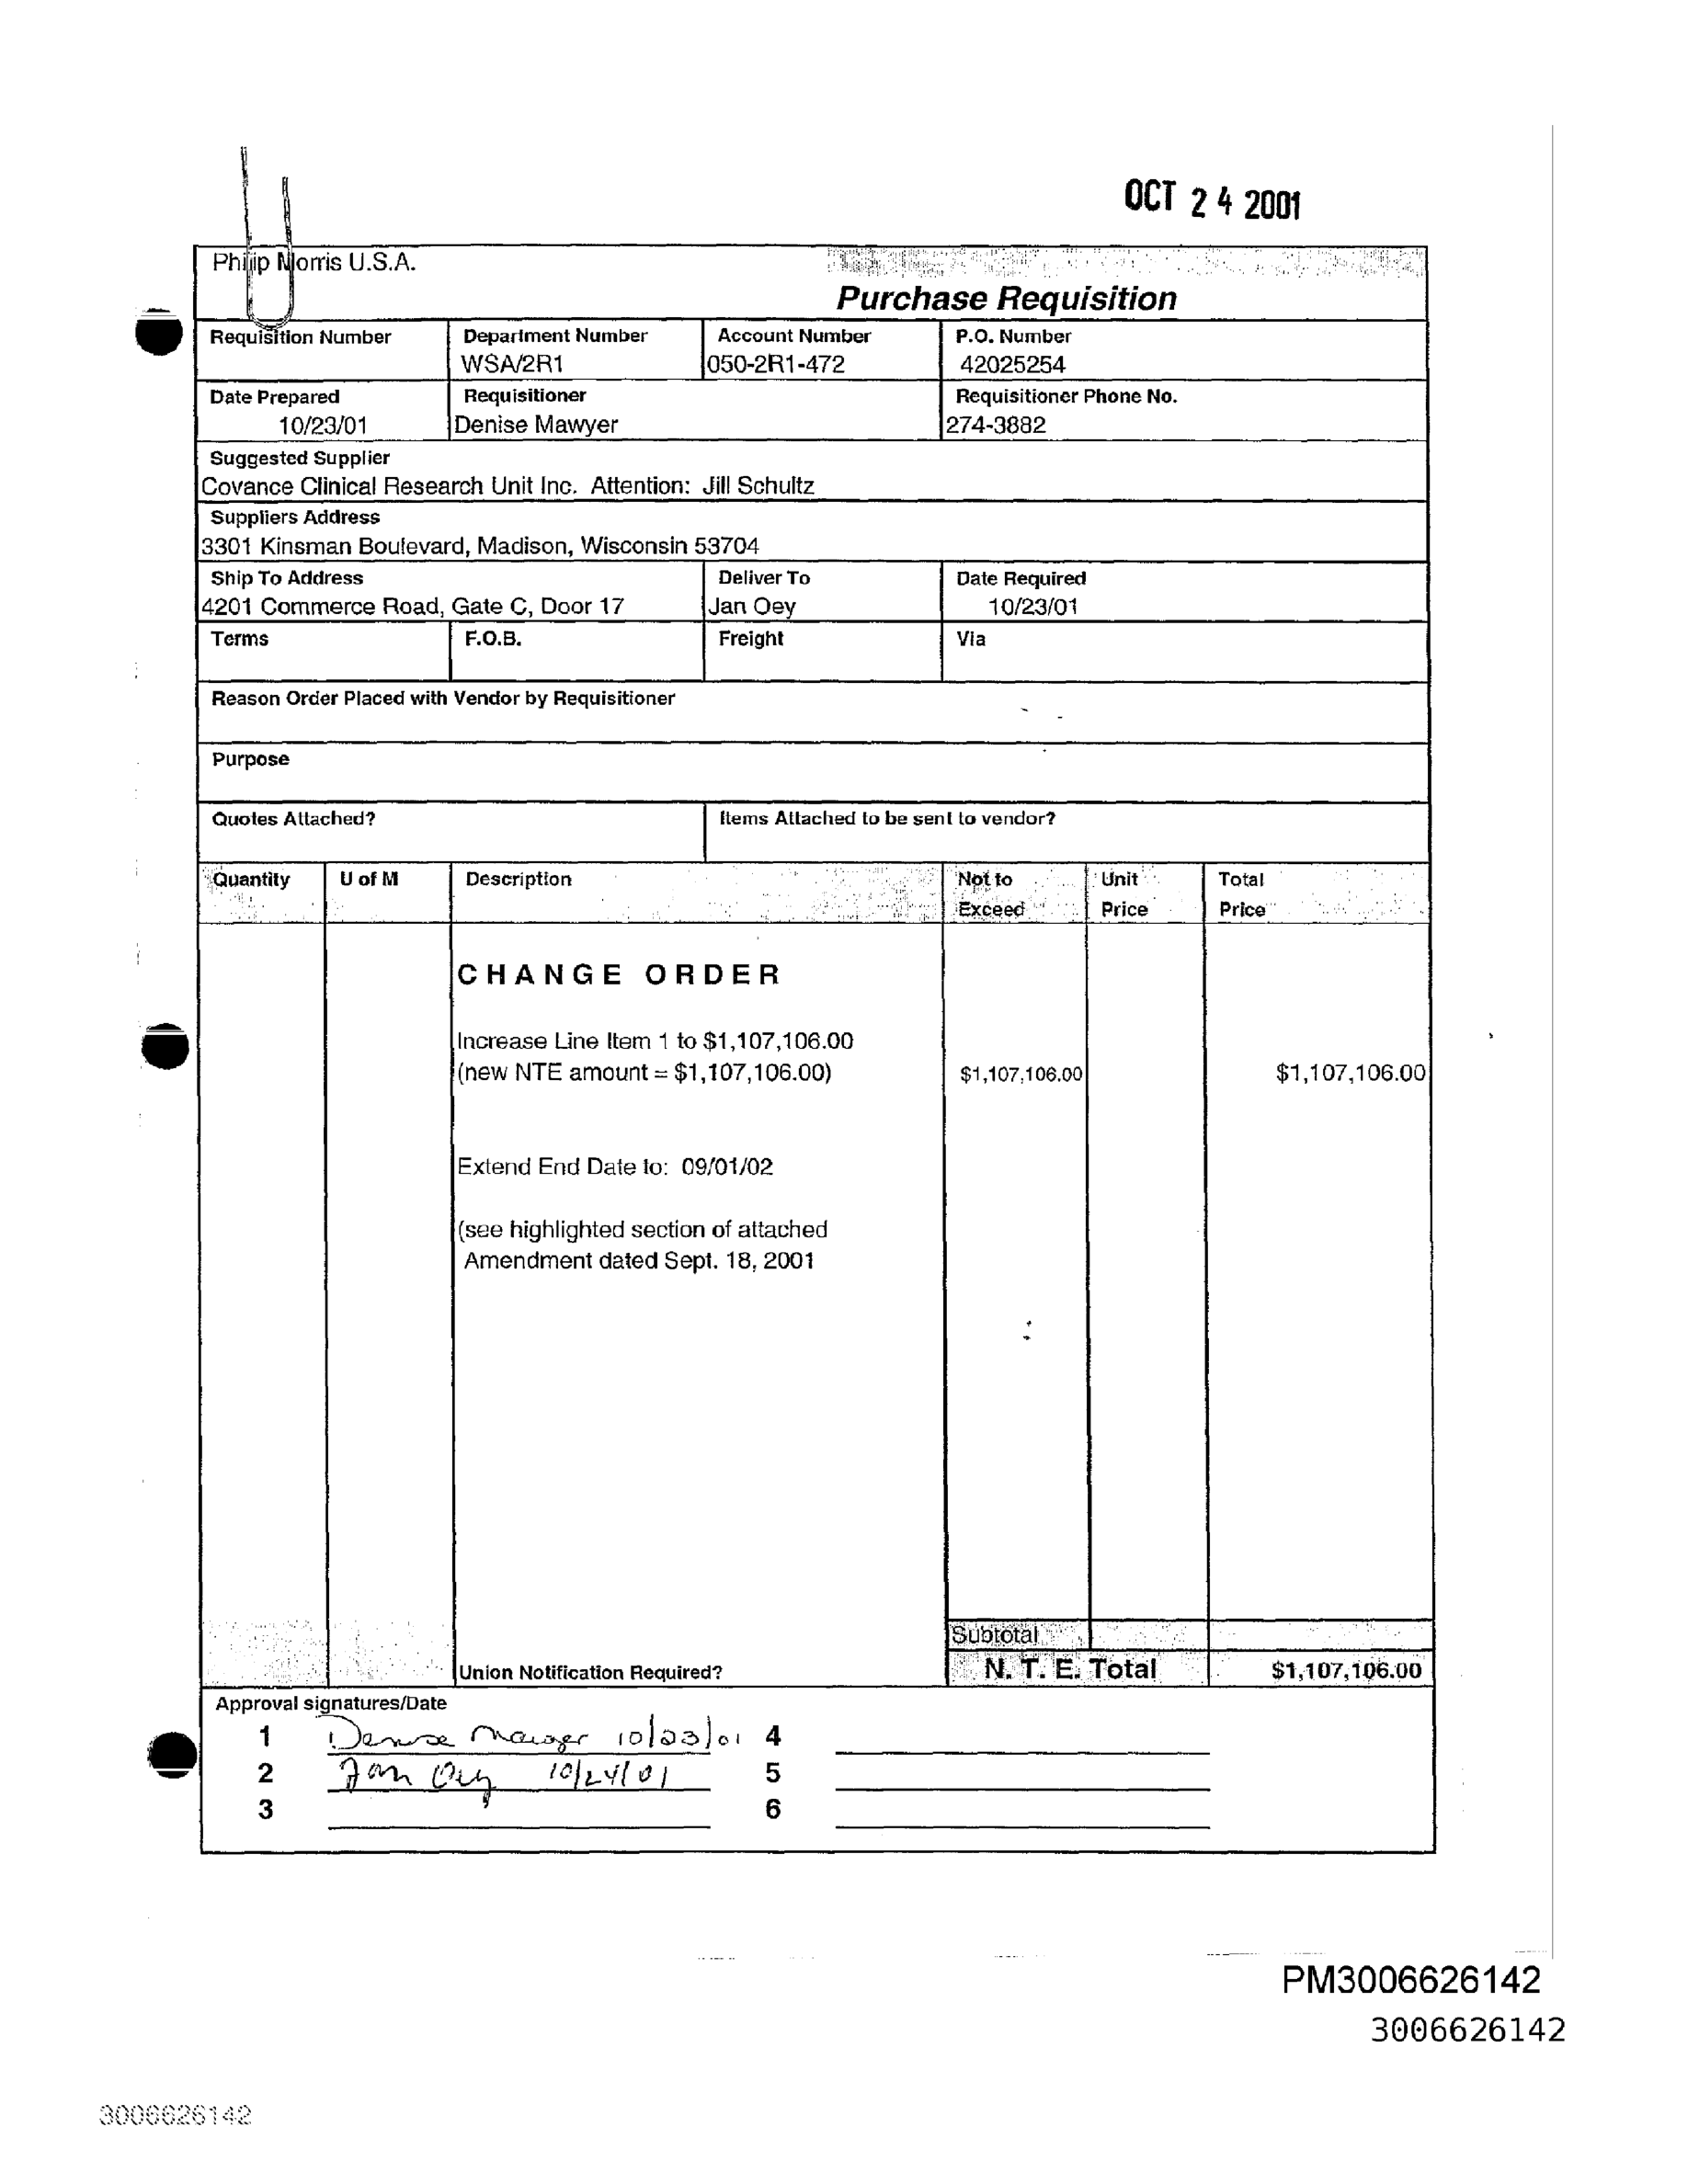 OCT 24 2001
Philip Morris U.S.A.
Purchase Requisition
Requisition Number Department Number Account Number P.O. Number
WSA/2R1 050-2R1-472 42025254
Date Prepared Requisitioner Requisitioner Phone No.
10/23/01 Denise Mawyer 274-3882
Suggested Supplier
Covance Clinical Research Unit Inc. Attention: Jill Schultz
Suppliers Address
3301 Kinsman Boulevard, Madison, Wisconsin 53704
Ship To Address Deliver To Date Required
4201 Commerce Road, Gate C, Door 17 Jan Oey 10/23/01
Terms F.O.B. Freight Via
Reason Order Placed with Vendor by Requisitioner
Purpose
Quotes Attached? Items Attached to be sent to vendor?
Quantity U of M Description Not to Unit Total
Exceed Price Price
CHANGE ORDER
Increase Line Item 1 to $1,107,106.00
(new NTE amount = $1,107,106.00) $1,107,106.00 $1,107,106.00
Extend End Date to: 09/01/02
(see highlighted section of attached
Amendment dated Sept. 18, 2001
Subtotal
Union Notification Required? N. T. E. Total $1,107,106.00
Approval signatures/Date
1 Denise Mawyer 10/23/01 4
2 Jan Oey 10/24/01 5
3 6
PM3006626142
3006626142
3006626142